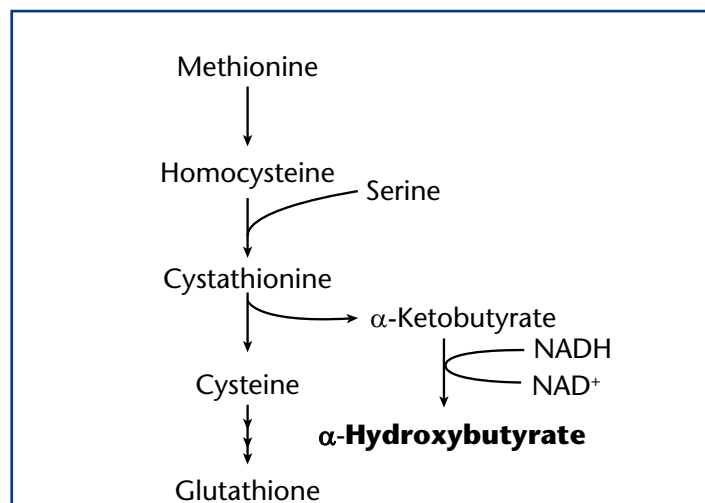 Methionine
Homocysteine
Serine
Cystathionine
α-Ketobutyrate
NADH
NAD⁺
Cysteine
α-Hydroxybutyrate
Glutathione